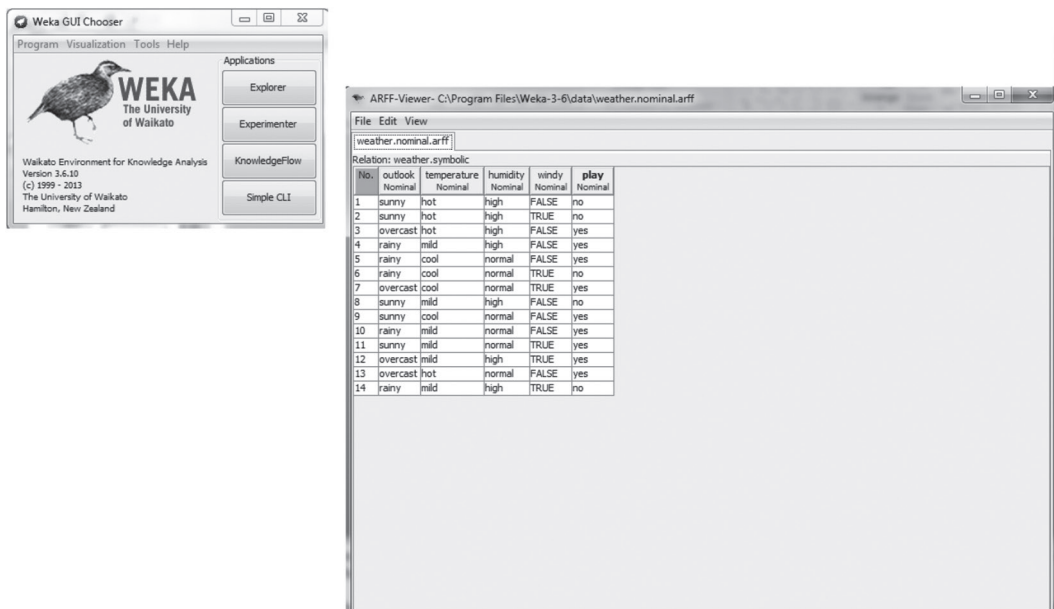 Weka GUI Chooser
Program Visualization Tools Help
WEKA
The University
of Waikato
Waikato Environment for Knowledge Analysis
Version 3.6.10
(c) 1999 - 2013
The University of Waikato
Hamilton, New Zealand
Applications
Explorer
Experimenter
KnowledgeFlow
Simple CLI
ARFF-Viewer- C:\Program Files\Weka-3-6\data\weather.nominal.arff
File Edit View
weather.nominal.arff
Relation: weather.symbolic
No. outlook temperature humidity windy play
Nominal Nominal Nominal Nominal Nominal
1 sunny hot high FALSE no
2 sunny hot high TRUE no
3 overcast hot high FALSE yes
4 rainy mild high FALSE yes
5 rainy cool normal FALSE yes
6 rainy cool normal TRUE no
7 overcast cool normal TRUE yes
8 sunny mild high FALSE no
9 sunny cool normal FALSE yes
10 rainy mild normal FALSE yes
11 sunny mild normal TRUE yes
12 overcast mild high TRUE yes
13 overcast hot normal FALSE yes
14 rainy mild high TRUE no